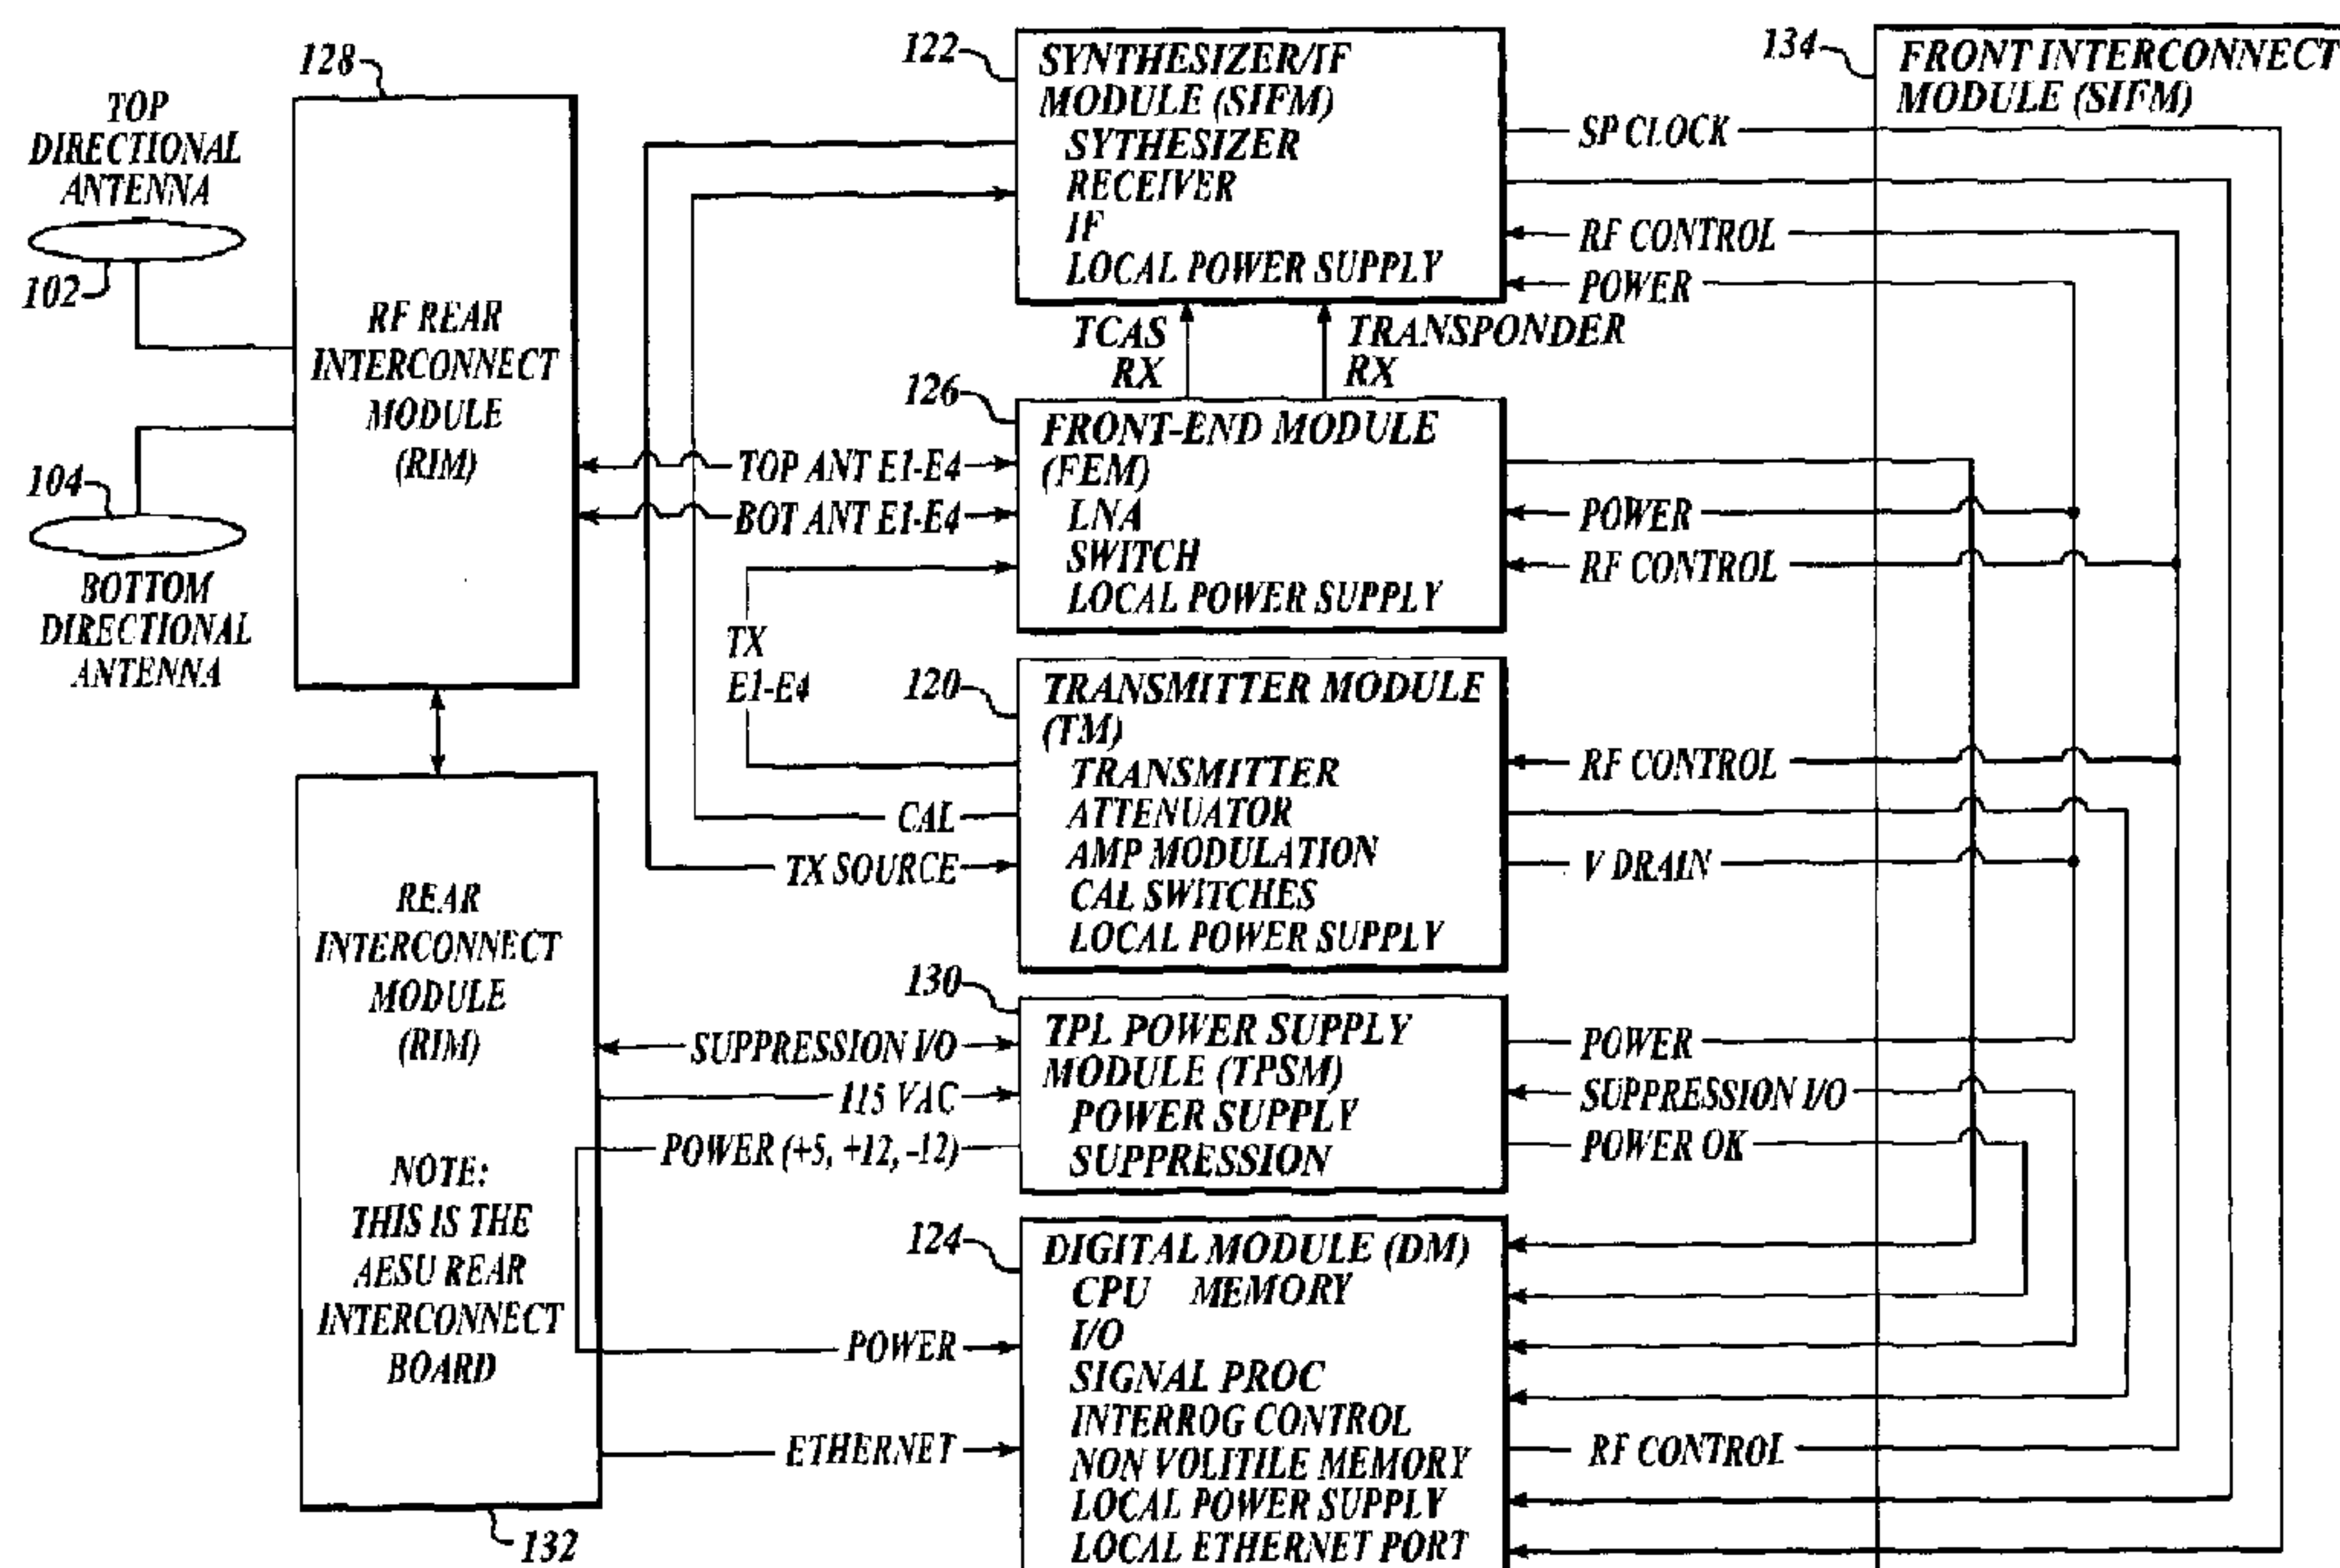 128
TOP
DIRECTIONAL
ANTENNA
102
104
BOTTOM
DIRECTIONAL
ANTENNA
RF REAR
INTERCONNECT
MODULE
(RIM)
REAR
INTERCONNECT
MODULE
(RIM)
NOTE:
THIS IS THE
AESU REAR
INTERCONNECT
BOARD
132
TOP ANT E1-E4
BOT ANT E1-E4
TX
E1-E4
CAL
TX SOURCE
SUPPRESSION I/O
115 VAC
POWER (+5, +12, -12)
POWER
ETHERNET
122
SYNTHESIZER/IF
MODULE (SIFM)
SYTHESIZER
RECEIVER
IF
LOCAL POWER SUPPLY
TCAS
RX
TRANSPONDER
RX
126
FRONT-END MODULE
(FEM)
LNA
SWITCH
LOCAL POWER SUPPLY
120
TRANSMITTER MODULE
(TM)
TRANSMITTER
ATTENUATOR
AMP MODULATION
CAL SWITCHES
LOCAL POWER SUPPLY
130
TPL POWER SUPPLY
MODULE (TPSM)
POWER SUPPLY
SUPPRESSION
124
DIGITAL MODULE (DM)
CPU MEMORY
I/O
SIGNAL PROC
INTERROG CONTROL
NON VOLITILE MEMORY
LOCAL POWER SUPPLY
LOCAL ETHERNET PORT
134
FRONT INTERCONNECT
MODULE (SIFM)
SP CLOCK
RF CONTROL
POWER
POWER
RF CONTROL
RF CONTROL
V DRAIN
POWER
SUPPRESSION I/O
POWER OK
RF CONTROL